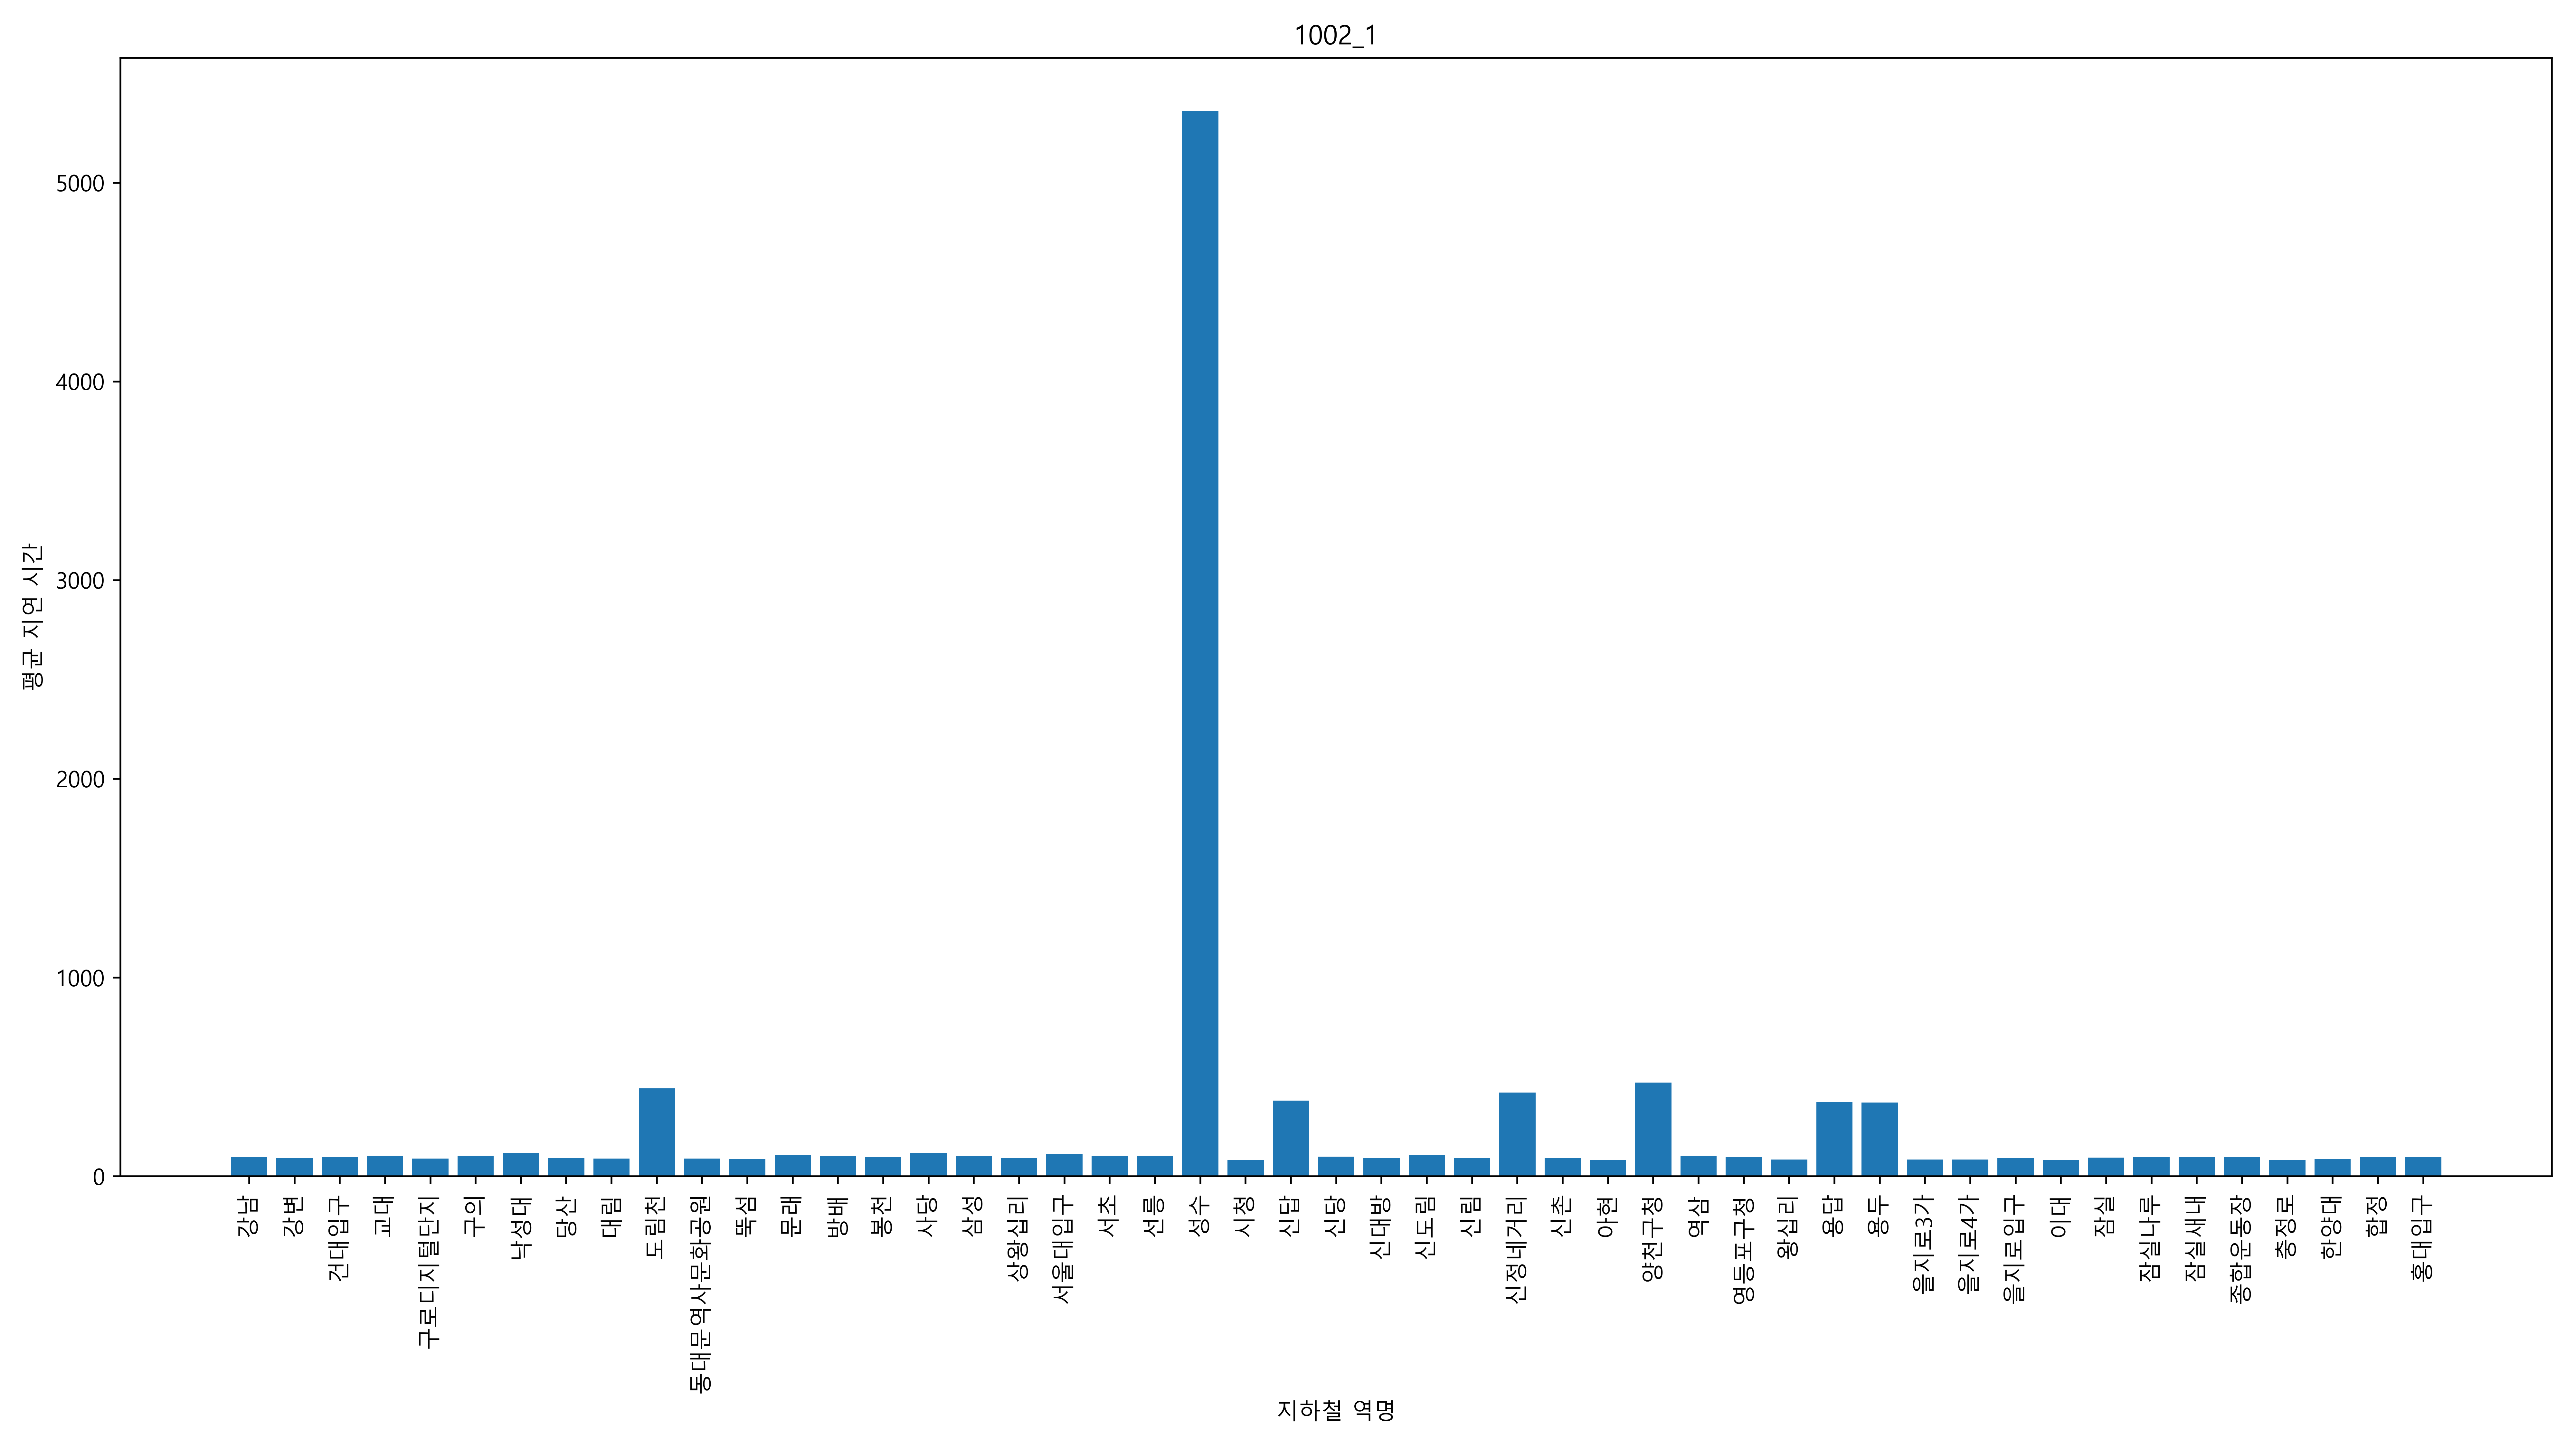 1002_1
평균 지연 시간
5000
4000
3000
2000
1000
0
강남
강변
건대입구
교대
구로디지털단지
구의
낙성대
당산
대림
도림천
동대문역사문화공원
뚝섬
문래
방배
봉천
사당
삼성
상왕십리
서울대입구
서초
선릉
성수
시청
신답
신당
신대방
신도림
신림
신정네거리
신촌
아현
양천구청
역삼
영등포구청
왕십리
용답
용두
을지로3가
을지로4가
을지로입구
이대
잠실
잠실나루
잠실새내
종합운동장
충정로
한양대
합정
홍대입구
지하철 역명